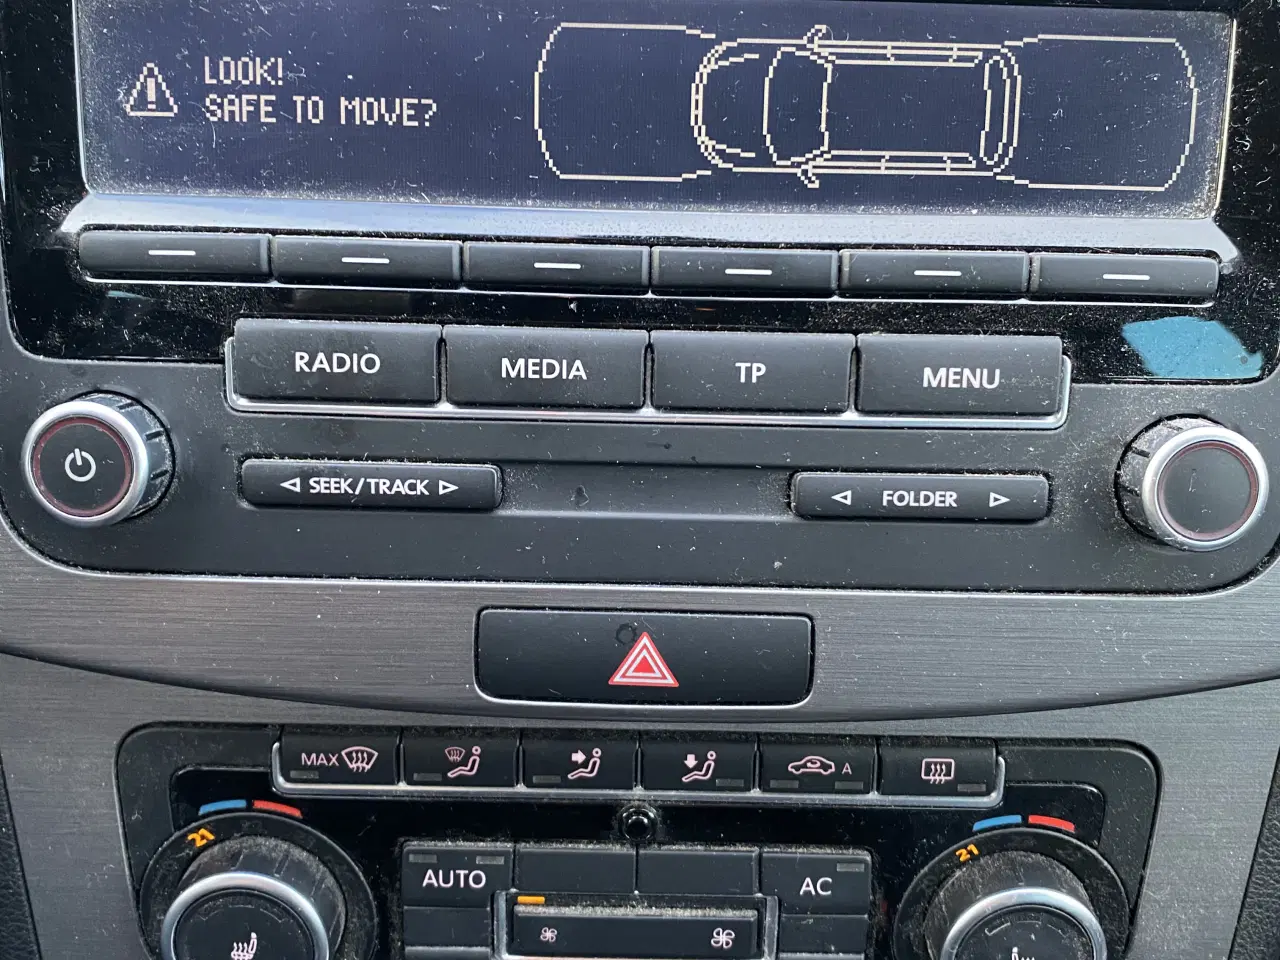 LOOK!
SAFE TO MOVE?
RADIO
MEDIA
TP
MENU
SEEK/TRACK
FOLDER
MAX
A
21
21
AUTO
AC